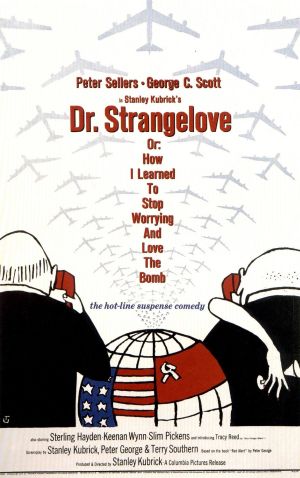 Peter Sellers • George C. Scott
in Stanley Kubrick's
Dr. Strangelove
Or:
How
I Learned
To
Stop
Worrying
And
Love
The
Bomb
the hot-line suspense comedy
also starring Sterling Hayden • Keenan Wynn • Slim Pickens and introducing Tracy Reed
Screenplay by Stanley Kubrick, Peter George & Terry Southern Based on the book "Red Alert" by Peter George
Produced & Directed by Stanley Kubrick • A Columbia Pictures Release